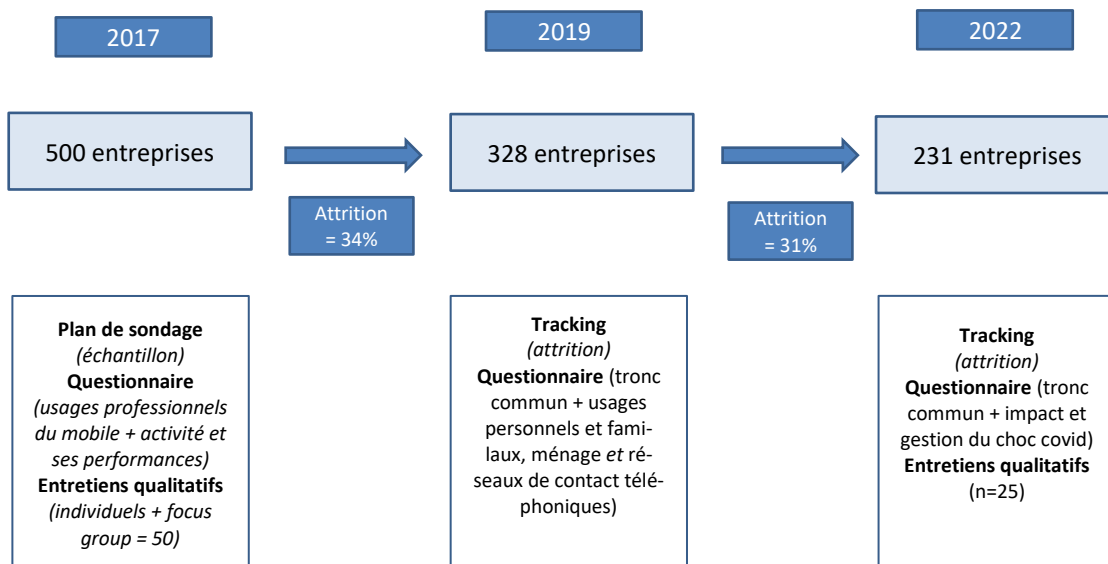 2017
2019
2022
500 entreprises
328 entreprises
231 entreprises
Attrition
= 34%
Attrition
= 31%
Plan de sondage
(échantillon)
Questionnaire
(usages professionnels
du mobile + activité et
ses performances)
Entretiens qualitatifs
(individuels + focus
group = 50)
Tracking
(attrition)
Questionnaire (tronc
commun + usages
personnels et fami-
laux, ménage et ré-
seaux de contact télé-
phoniques)
Tracking
(attrition)
Questionnaire (tronc
commun + impact et
gestion du choc covid)
Entretiens qualitatifs
(n=25)